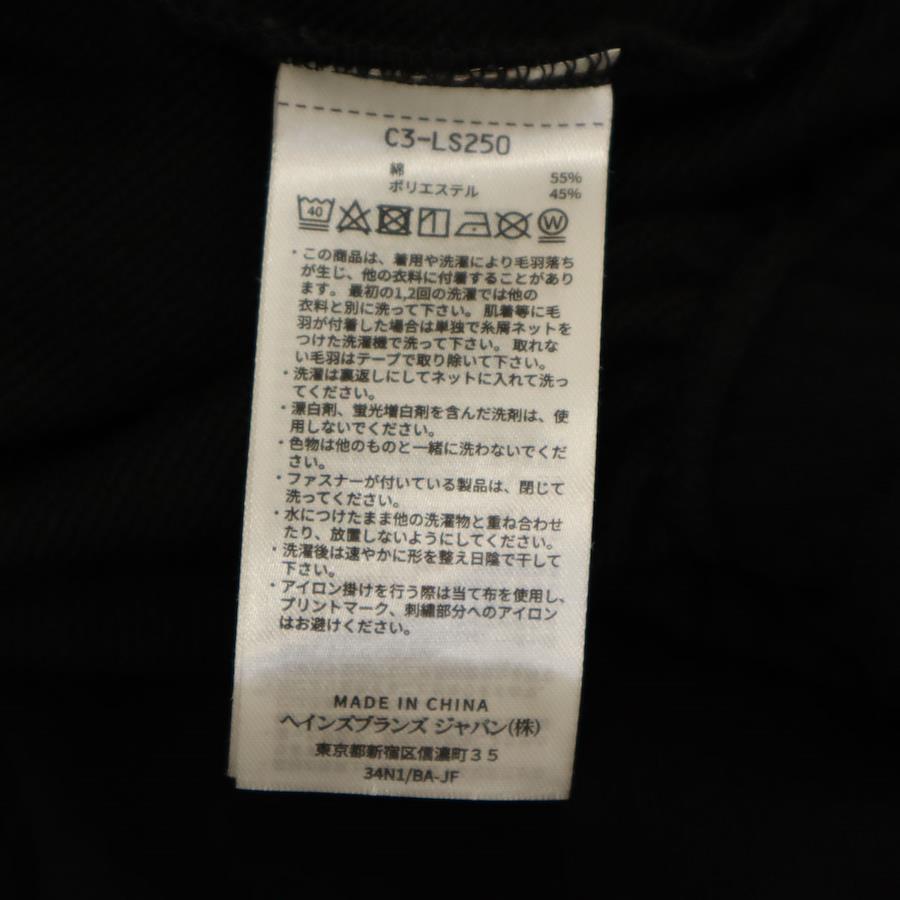 C3-LS250
綿 55%
ポリエステル 45%
40 W
・この商品は、着用や洗濯により毛羽落ち
が生じ、他の衣料に付着することがあり
ます。最初の1,2回の洗濯では他の
衣料と別に洗って下さい。肌着等に毛
羽が付着した場合は単独で糸屑ネットを
つけた洗濯機で洗って下さい。取れな
い毛羽はテープで取り除いて下さい。
・洗濯は裏返しにしてネットに入れて洗っ
てください。
・漂白剤、蛍光増白剤を含んだ洗剤は、使
用しないでください。
・色物は他のものと一緒に洗わないでくだ
さい。
・ファスナーが付いている製品は、閉じて
洗ってください。
・水につけたまま他の洗濯物と重ね合わせ
たり、放置しないようにしてください。
・洗濯後は速やかに形を整え日陰で干して
下さい。
・アイロン掛けを行う際は当て布を使用し、
プリントマーク、刺繍部分へのアイロン
はお避けください。
MADE IN CHINA
ヘインズブランズ ジャパン(株)
東京都新宿区信濃町35
34N1/BA-JF